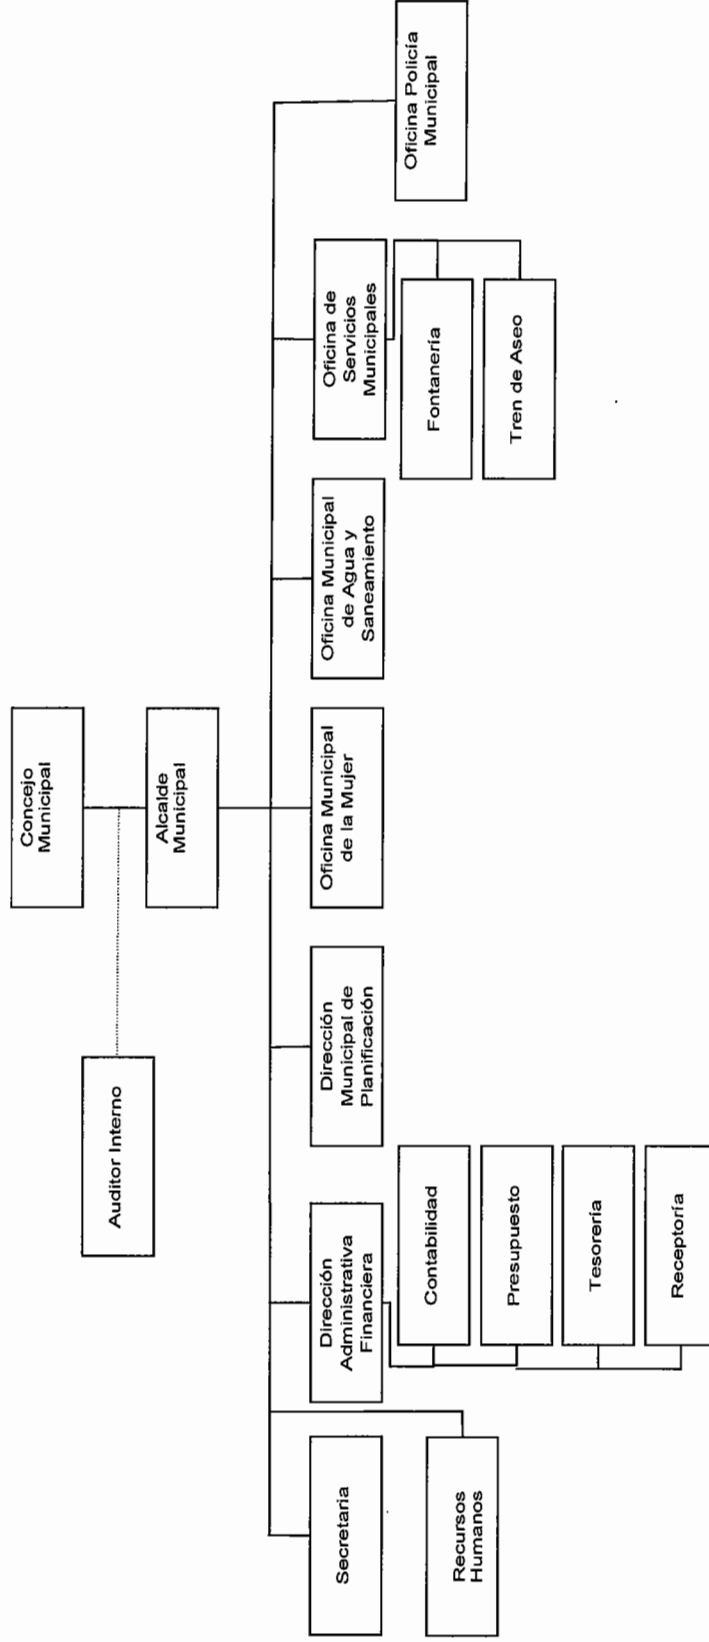 Concejo
Municipal
Auditor Interno
Alcalde
Municipal
Secretaria
Recursos
Humanos
Dirección
Administrativa
Financiera
Contabilidad
Presupuesto
Tesorería
Receptoría
Dirección
Municipal de
Planificación
Oficina Municipal
de la Mujer
Oficina Municipal
de Agua y
Saneamiento
Oficina de
Servicios
Municipales
Fontanería
Tren de Aseo
Oficina Policía
Municipal